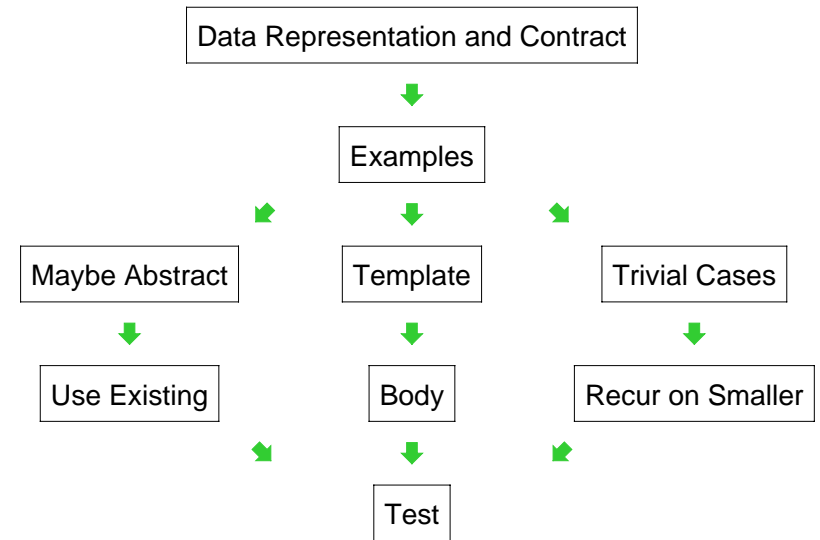 Data Representation and Contract
Examples
Maybe Abstract
Template
Trivial Cases
Use Existing
Body
Recur on Smaller
Test